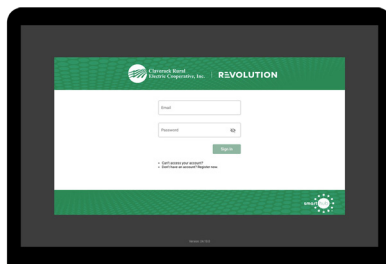 Claverack Rural
Electric Cooperative, Inc.
REVOLUTION
Email
Password
Sign in
Can't access your account?
Don't have an account? Register now.
smart